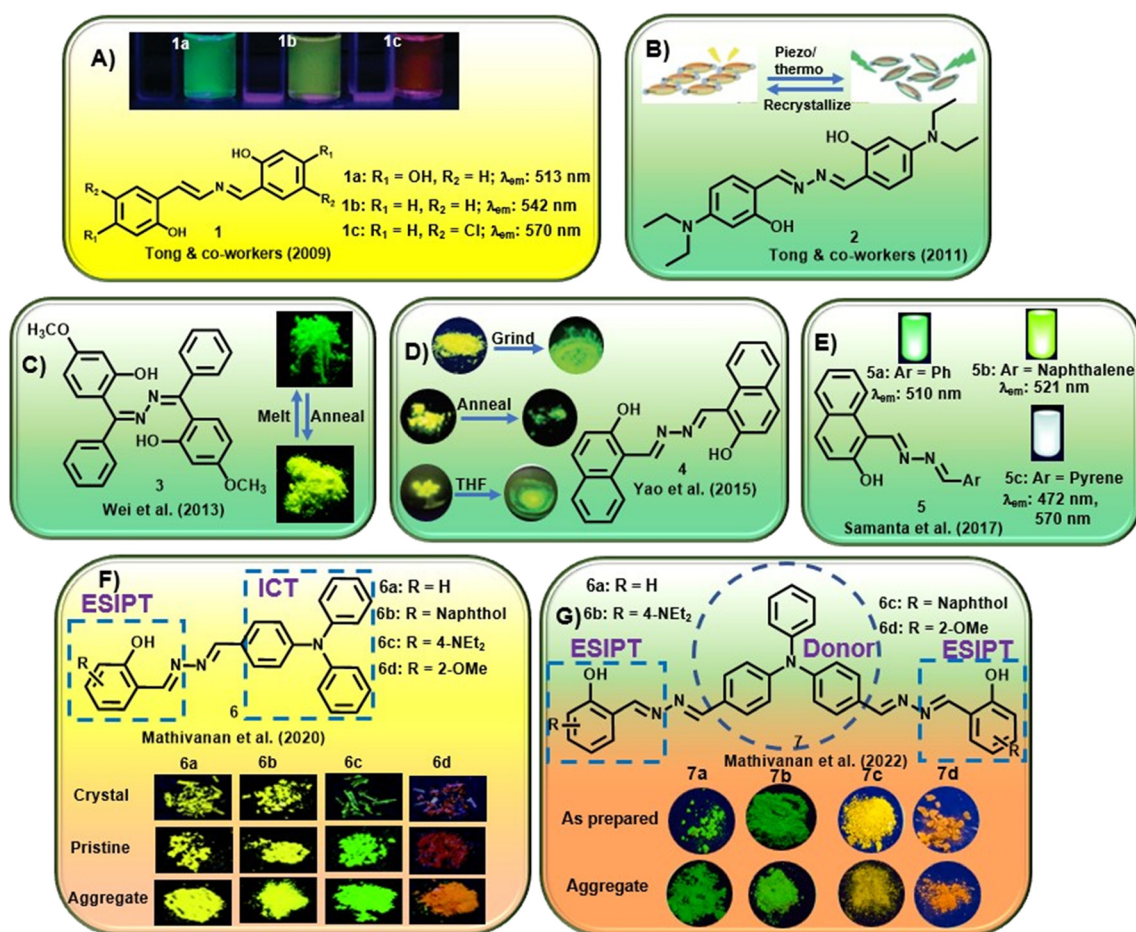 A)
1a
1b
1c
HO
R₁
R₂
N
R₂
R₁
OH
1
1a: R₁ = OH, R₂ = H; λem: 513 nm
1b: R₁ = H, R₂ = H; λem: 542 nm
1c: R₁ = H, R₂ = Cl; λem: 570 nm
Tong & co-workers (2009)
B)
Piezo/
thermo
Recrystallize
HO
N
N
N
N
OH
2
Tong & co-workers (2011)
C)
H₃CO
OH
N
N
HO
OCH₃
3
Melt
Anneal
Wei et al. (2013)
D)
Grind
Anneal
THF
OH
N
N
OH
4
Yao et al. (2015)
E)
5a: Ar = Ph
λem: 510 nm
5b: Ar = Naphthalene
λem: 521 nm
5c: Ar = Pyrene
λem: 472 nm,
570 nm
N
N
Ar
OH
5
Samanta et al. (2017)
F)
ESIPT
ICT
6a: R = H
6b: R = Naphthol
6c: R = 4-NEt₂
6d: R = 2-OMe
R
OH
N
N
N
6
Mathivanan et al. (2020)
6a
6b
6c
6d
Crystal
Pristine
Aggregate
6a: R = H
G)
6b: R = 4-NEt₂
6c: R = Naphthol
6d: R = 2-OMe
ESIPT
Donor
ESIPT
OH
R
N
N
N
N
N
OH
R
7
Mathivanan et al. (2022)
7a
7b
7c
7d
As prepared
Aggregate